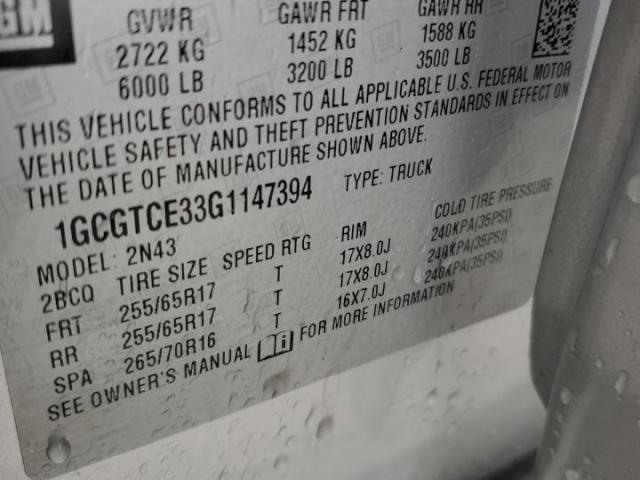 GM
GVWR GAWR FRT GAWR RR
2722 KG 1452 KG 1588 KG
6000 LB 3200 LB 3500 LB
THIS VEHICLE CONFORMS TO ALL APPLICABLE U.S. FEDERAL MOTOR
VEHICLE SAFETY AND THEFT PREVENTION STANDARDS IN EFFECT ON
THE DATE OF MANUFACTURE SHOWN ABOVE.
1GCGTCE33G1147394 TYPE: TRUCK
MODEL: 2N43
2BCQ TIRE SIZE SPEED RTG RIM COLD TIRE PRESSURE
FRT 255/65R17 T 17X8.0J 240KPA(35PSI)
RR 255/65R17 T 17X8.0J 240KPA(35PSI)
SPA 265/70R16 T 16X7.0J 240KPA(35PSI)
SEE OWNER'S MANUAL FOR MORE INFORMATION